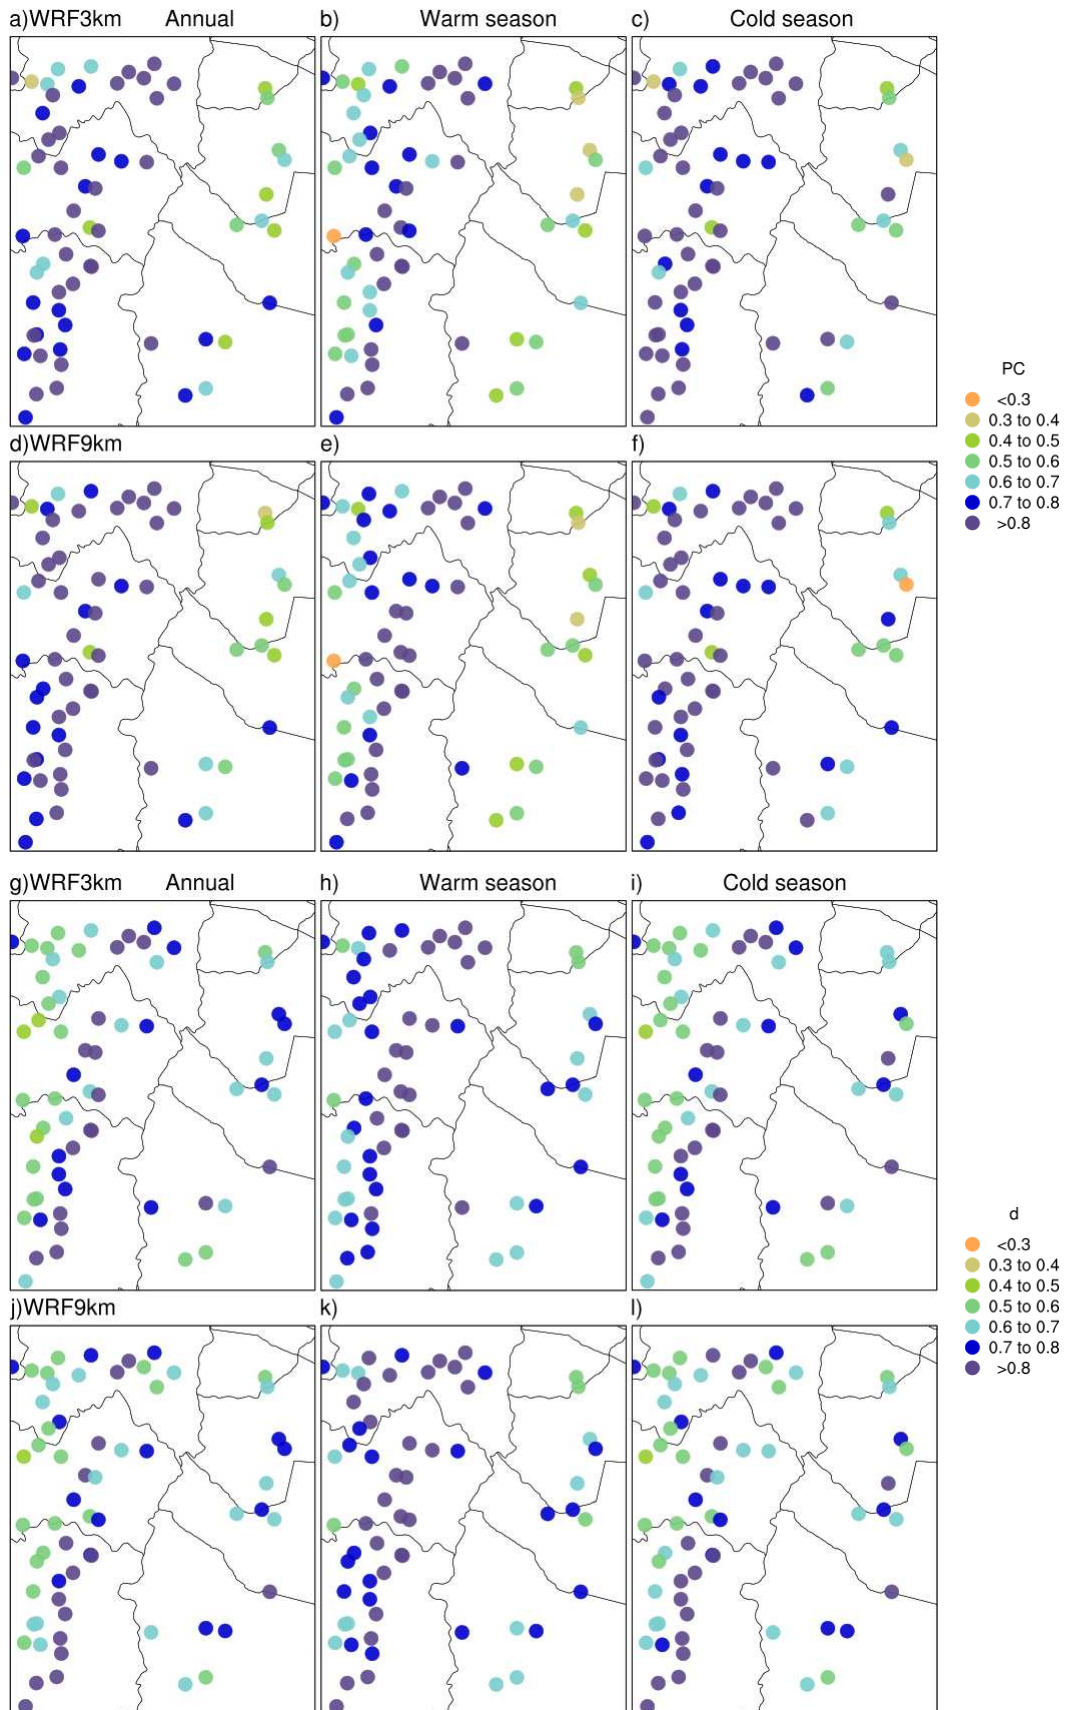 a)WRF3km Annual
b) Warm season
c) Cold season
PC
<0.3
0.3 to 0.4
0.4 to 0.5
0.5 to 0.6
0.6 to 0.7
0.7 to 0.8
>0.8
d)WRF9km
e)
f)
g)WRF3km Annual
h) Warm season
i) Cold season
d
<0.3
0.3 to 0.4
0.4 to 0.5
0.5 to 0.6
0.6 to 0.7
0.7 to 0.8
>0.8
j)WRF9km
k)
l)